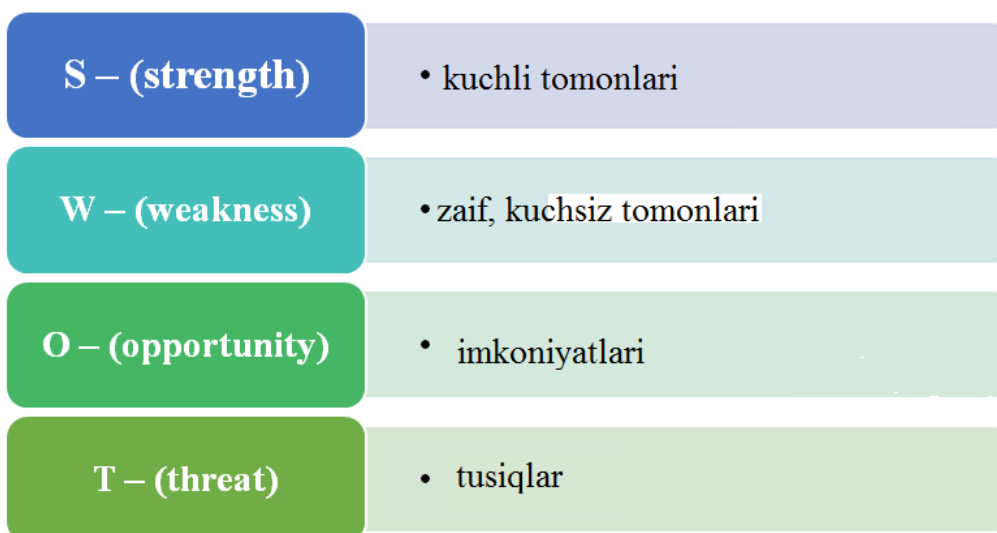 S – (strength)
• kuchli tomonlari
W – (weakness)
• zaif, kuchsiz tomonlari
O – (opportunity)
• imkoniyatlari
T – (threat)
• tusiqlar